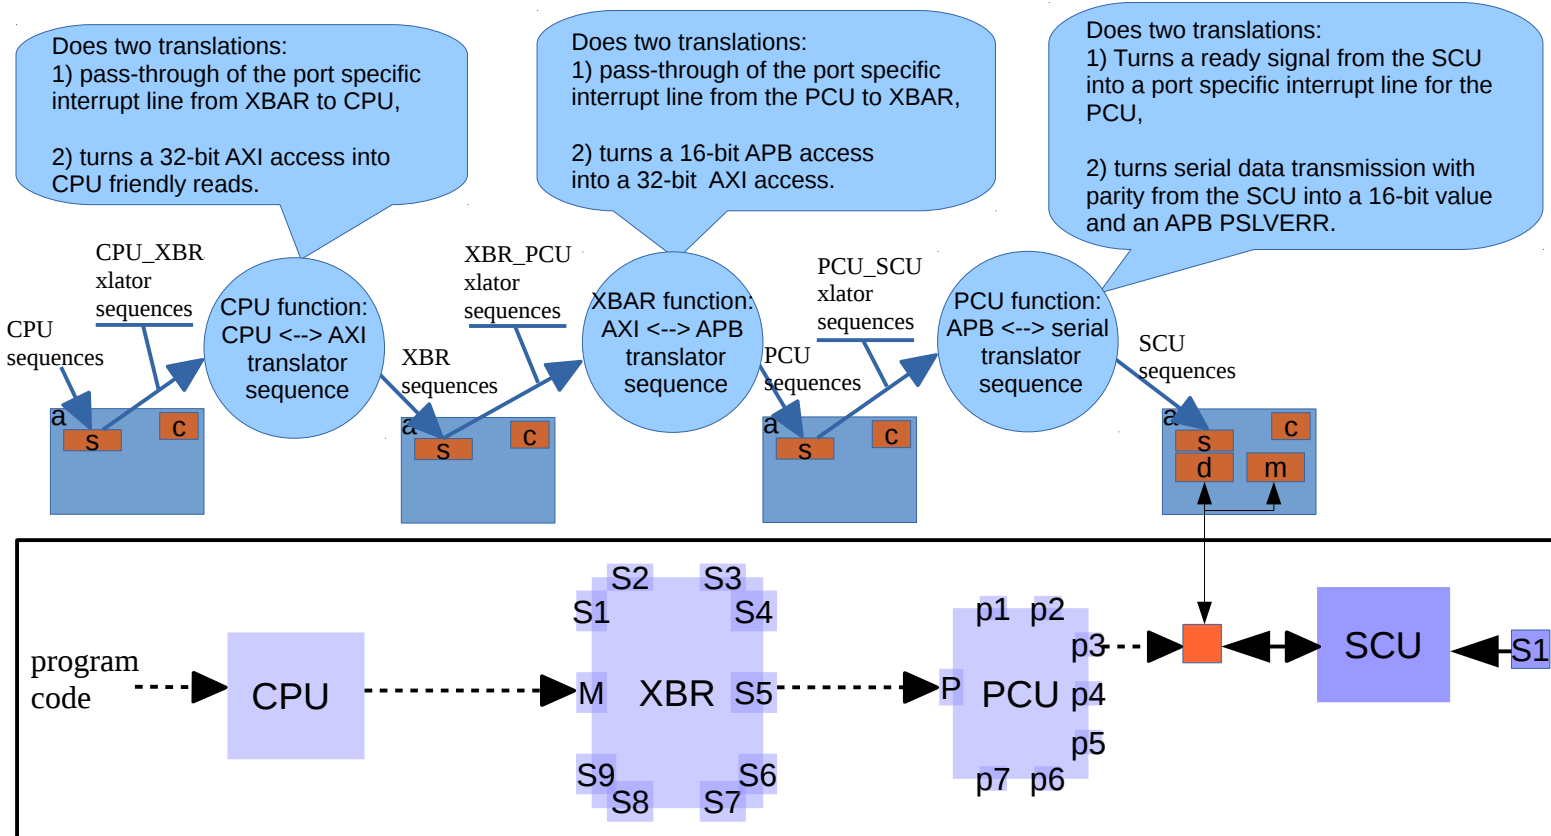 Does two translations:
1) pass-through of the port specific
interrupt line from XBAR to CPU,
2) turns a 32-bit AXI access into
CPU friendly reads.
Does two translations:
1) pass-through of the port specific
interrupt line from the PCU to XBAR,
2) turns a 16-bit APB access
into a 32-bit  AXI access.
Does two translations:
1) Turns a ready signal from the SCU
into a port specific interrupt line for the
PCU,
2) turns serial data transmission with
parity from the SCU into a 16-bit value
and an APB PSLVERR.
CPU
sequences
CPU_XBR
xlator
sequences
CPU function:
CPU <--> AXI
translator
sequence
XBR
sequences
XBR_PCU
xlator
sequences
XBAR function:
AXI <--> APB
translator
sequence
PCU
sequences
PCU_SCU
xlator
sequences
PCU function:
APB <--> serial
translator
sequence
SCU
sequences
a
s
c
a
s
c
a
s
c
a
s
c
d
m
program
code
CPU
S1
S2
S3
S4
M
XBR
S5
S9
S8
S7
S6
p1
p2
p3
P
PCU
p4
p5
p7
p6
SCU
S1